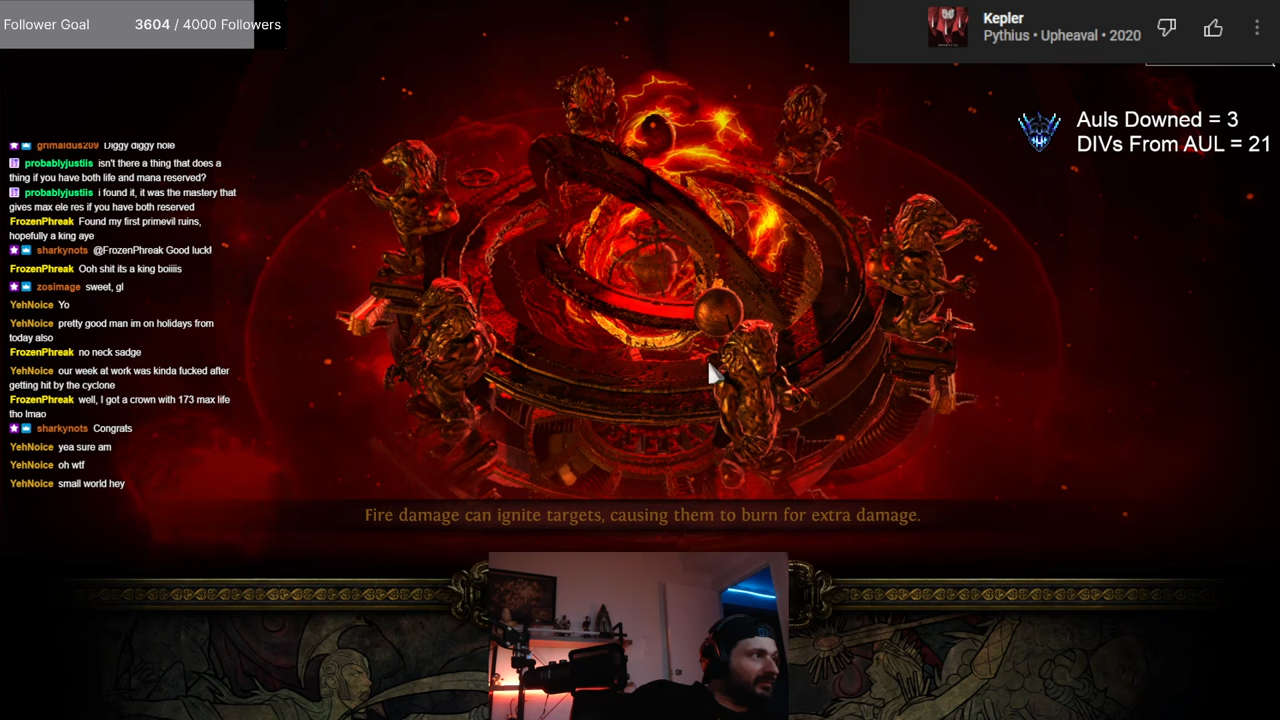 Follower Goal 3604 / 4000 Followers
Kepler
Pythius • Upheaval • 2020
Auls Downed = 3
DIVs From AUL = 21
grimaldus209 Diggy diggy hole
probablyjustiis isn't there a thing that does a
thing if you have both life and mana reserved?
probablyjustiis i found it, it was the mastery that
gives max ele res if you have both reserved
FrozenPhreak Found my first primevil ruins,
hopefully a king aye
sharkynots @FrozenPhreak Good luck!
FrozenPhreak Ooh shit its a king boiiis
zosimage sweet, gl
YehNoice Yo
YehNoice pretty good man im on holidays from
today also
FrozenPhreak no neck sadge
YehNoice our week at work was kinda fucked after
getting hit by the cyclone
FrozenPhreak well, I got a crown with 173 max life
tho lmao
sharkynots Congrats
YehNoice yea sure am
YehNoice oh wtf
YehNoice small world hey
Fire damage can ignite targets, causing them to burn for extra damage.